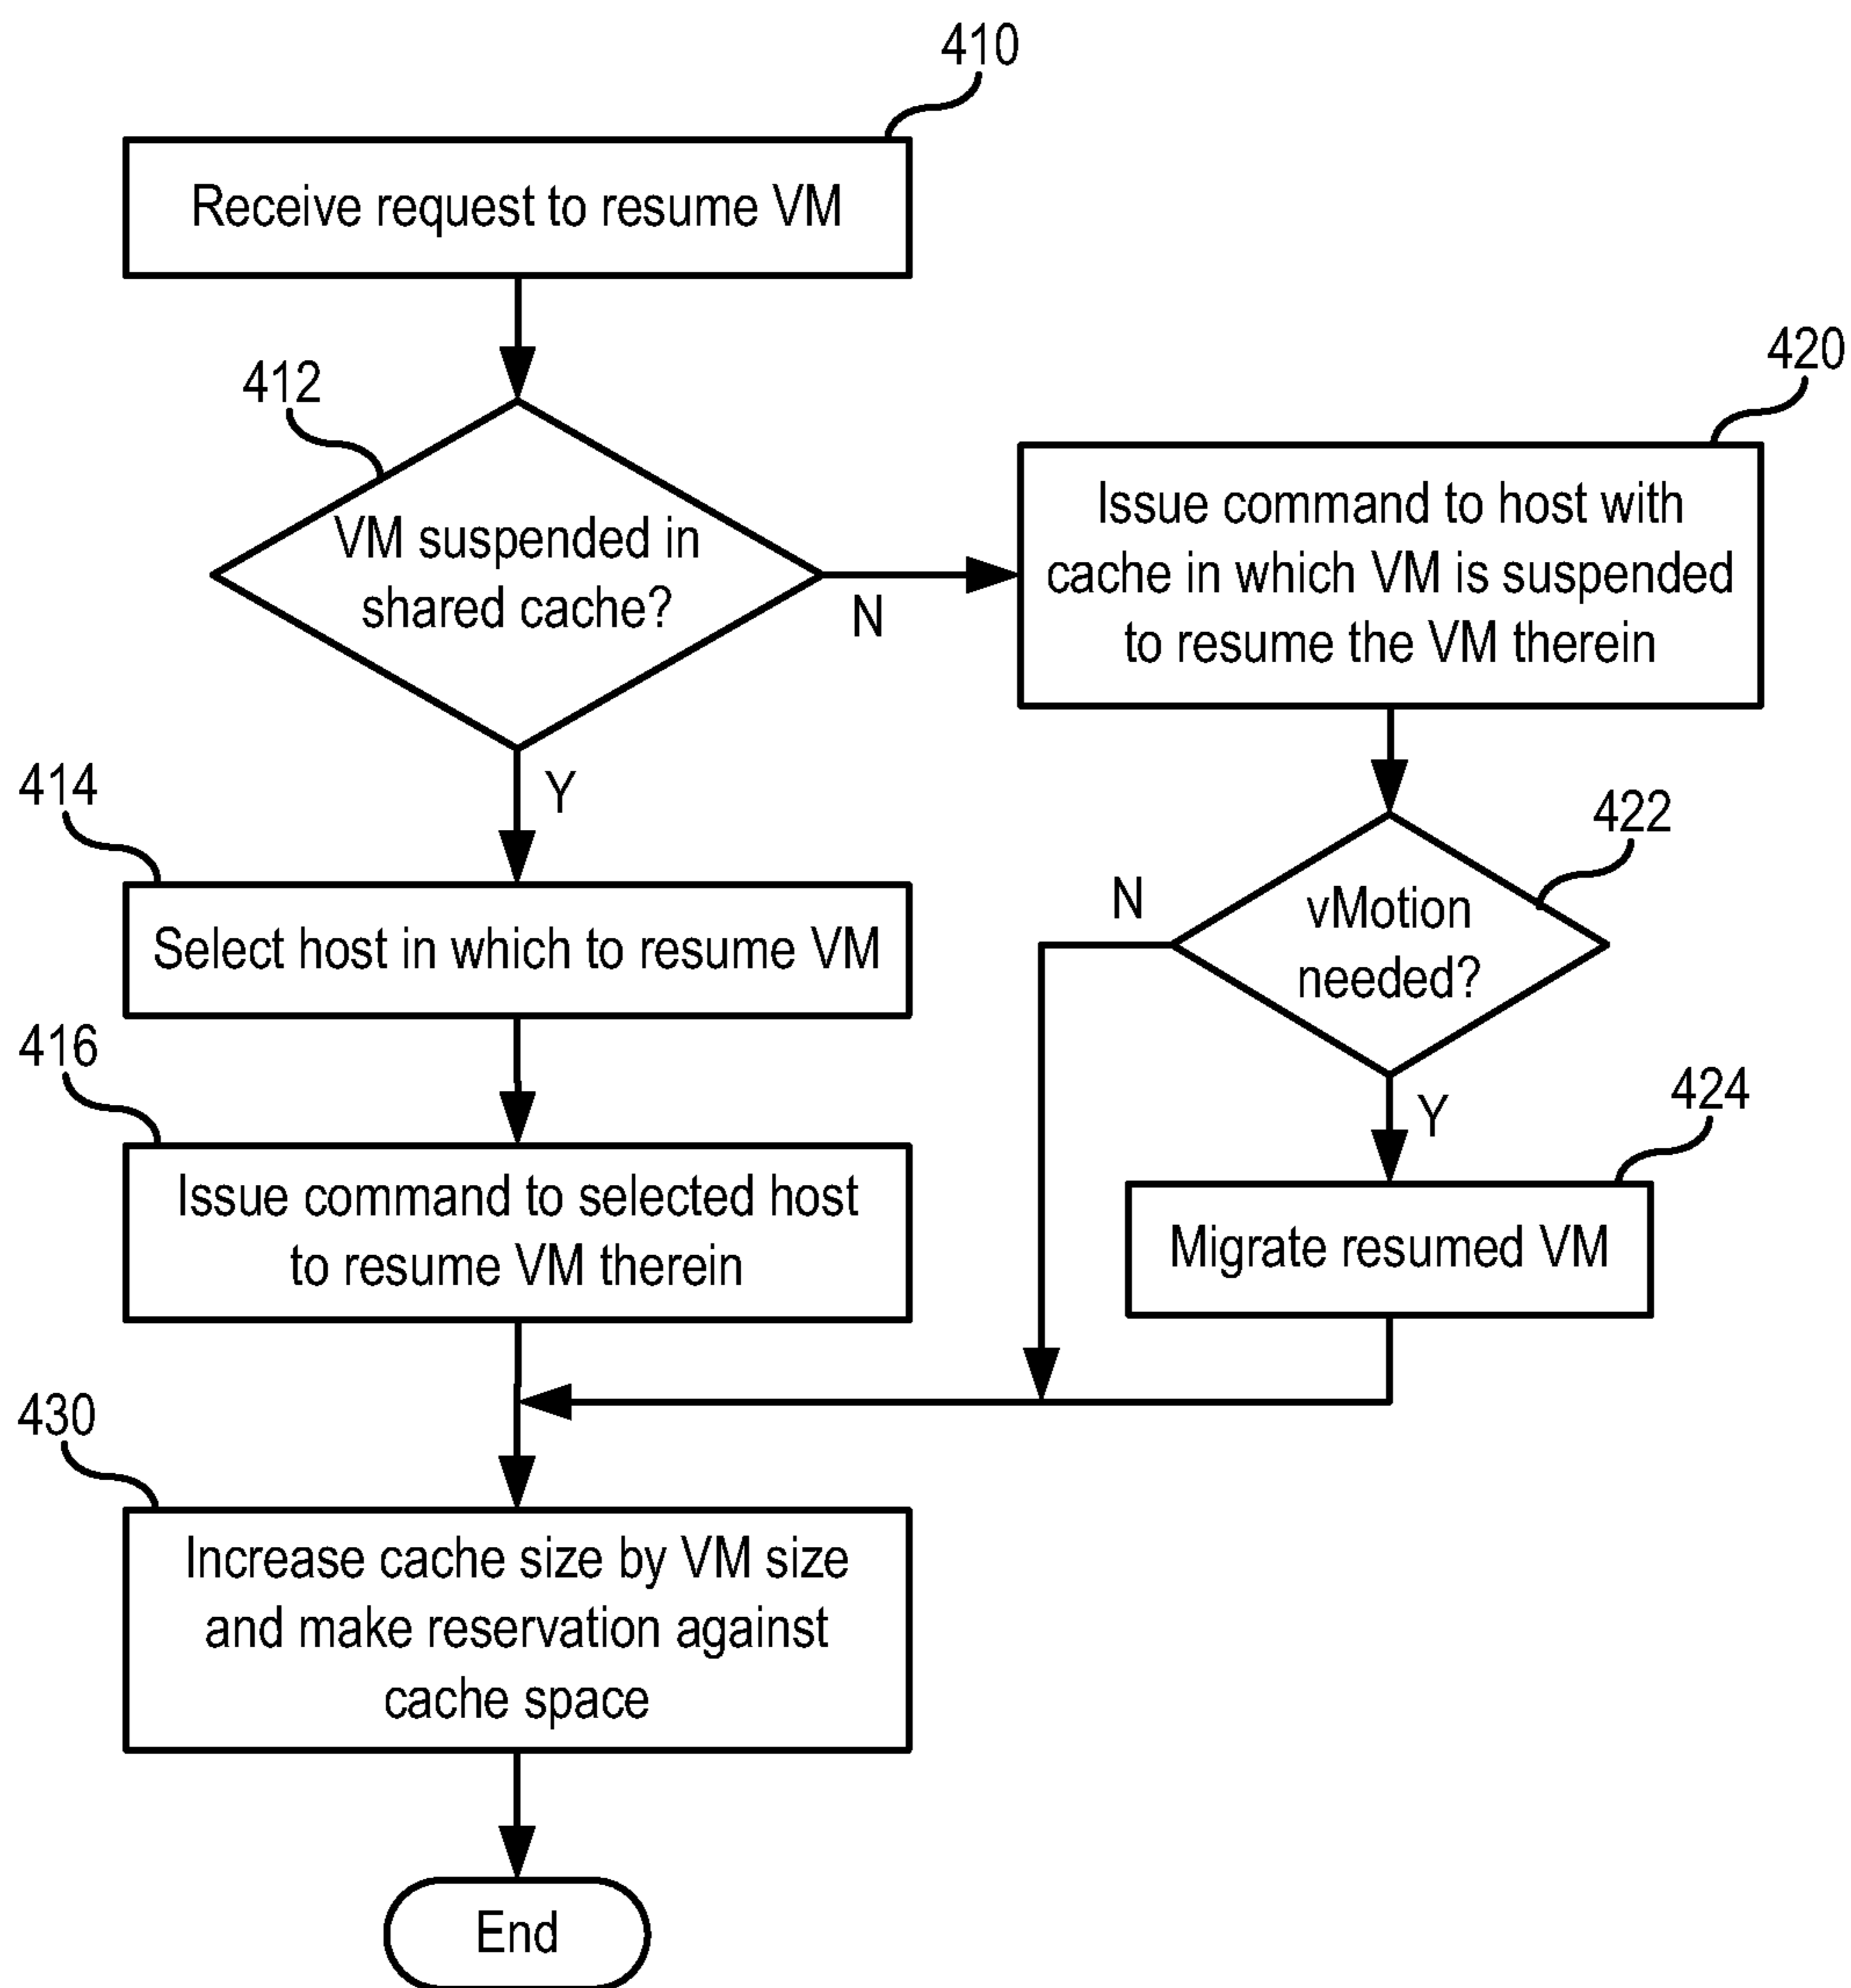 410
Receive request to resume VM
412
VM suspended in
shared cache?
N
Y
420
Issue command to host with
cache in which VM is suspended
to resume the VM therein
414
Select host in which to resume VM
422
vMotion
needed?
N
Y
416
Issue command to selected host
to resume VM therein
424
Migrate resumed VM
430
Increase cache size by VM size
and make reservation against
cache space
End